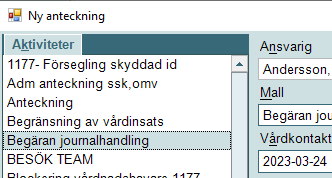 Ny anteckning
Aktiviteter
1177- Försegling skyddad id
Adm anteckning ssk,omv
Anteckning
Begränsning av vårdinsats
Begäran journalhandling
BESÖK TEAM
Blockering vårdnadshavare 1177
Ansvarig
Andersson,
Mall
Begäran jour
Vårdkontakt
2023-03-24